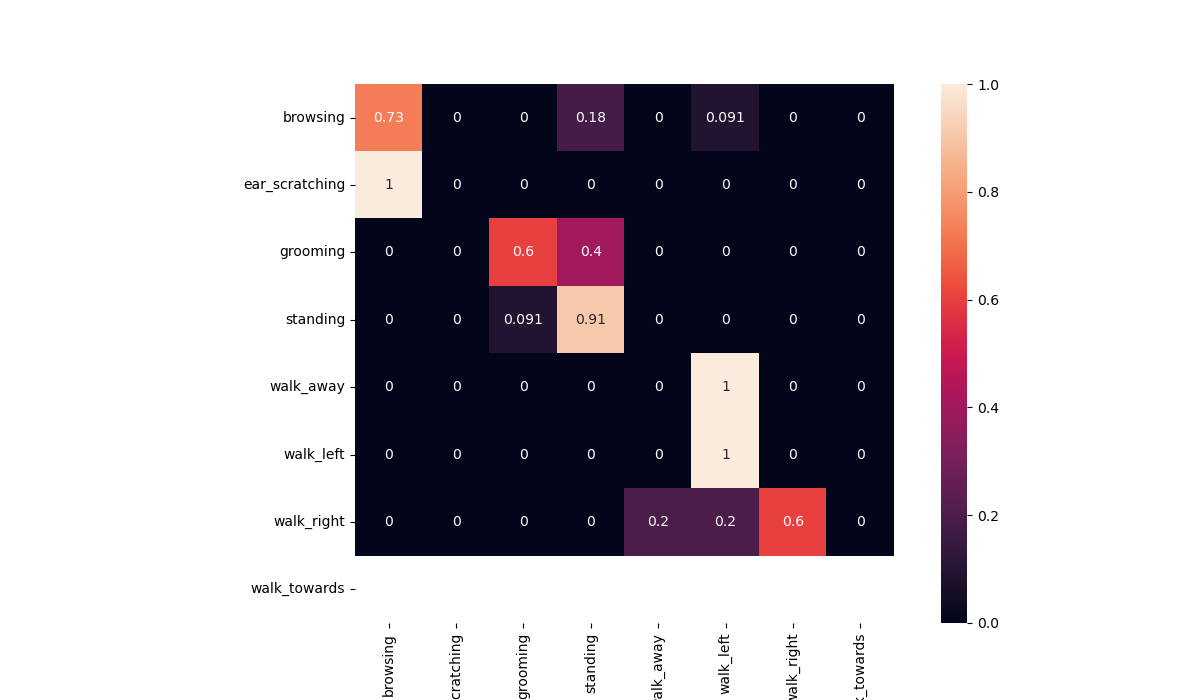 browsing 0.73 0 0 0.18 0 0.091 0 0
ear_scratching 1 0 0 0 0 0 0 0
grooming 0 0 0.6 0.4 0 0 0 0
standing 0 0 0.091 0.91 0 0 0 0
walk_away 0 0 0 0 0 1 0 0
walk_left 0 0 0 0 0 1 0 0
walk_right 0 0 0 0 0.2 0.2 0.6 0
walk_towards
browsing
cratching
grooming
standing
alk_away
walk_left
walk_right
_towards
1.0
0.8
0.6
0.4
0.2
0.0